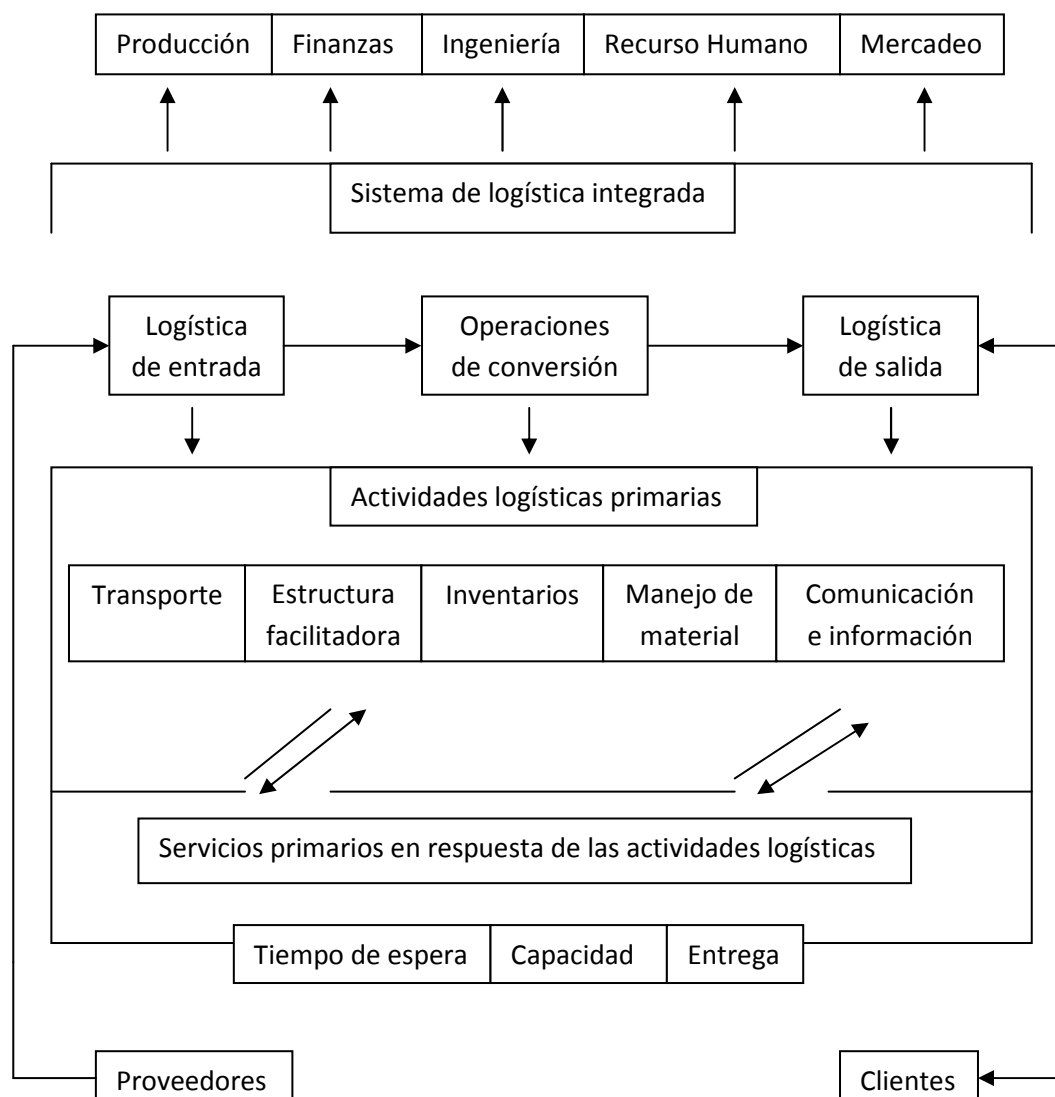 Producción Finanzas Ingeniería Recurso Humano Mercadeo
Sistema de logística integrada
Logística Operaciones Logística
de entrada de conversión de salida
Actividades logísticas primarias
Transporte Estructura Inventarios Manejo de Comunicación
facilitadora material e información
Servicios primarios en respuesta de las actividades logísticas
Tiempo de espera Capacidad Entrega
Proveedores Clientes